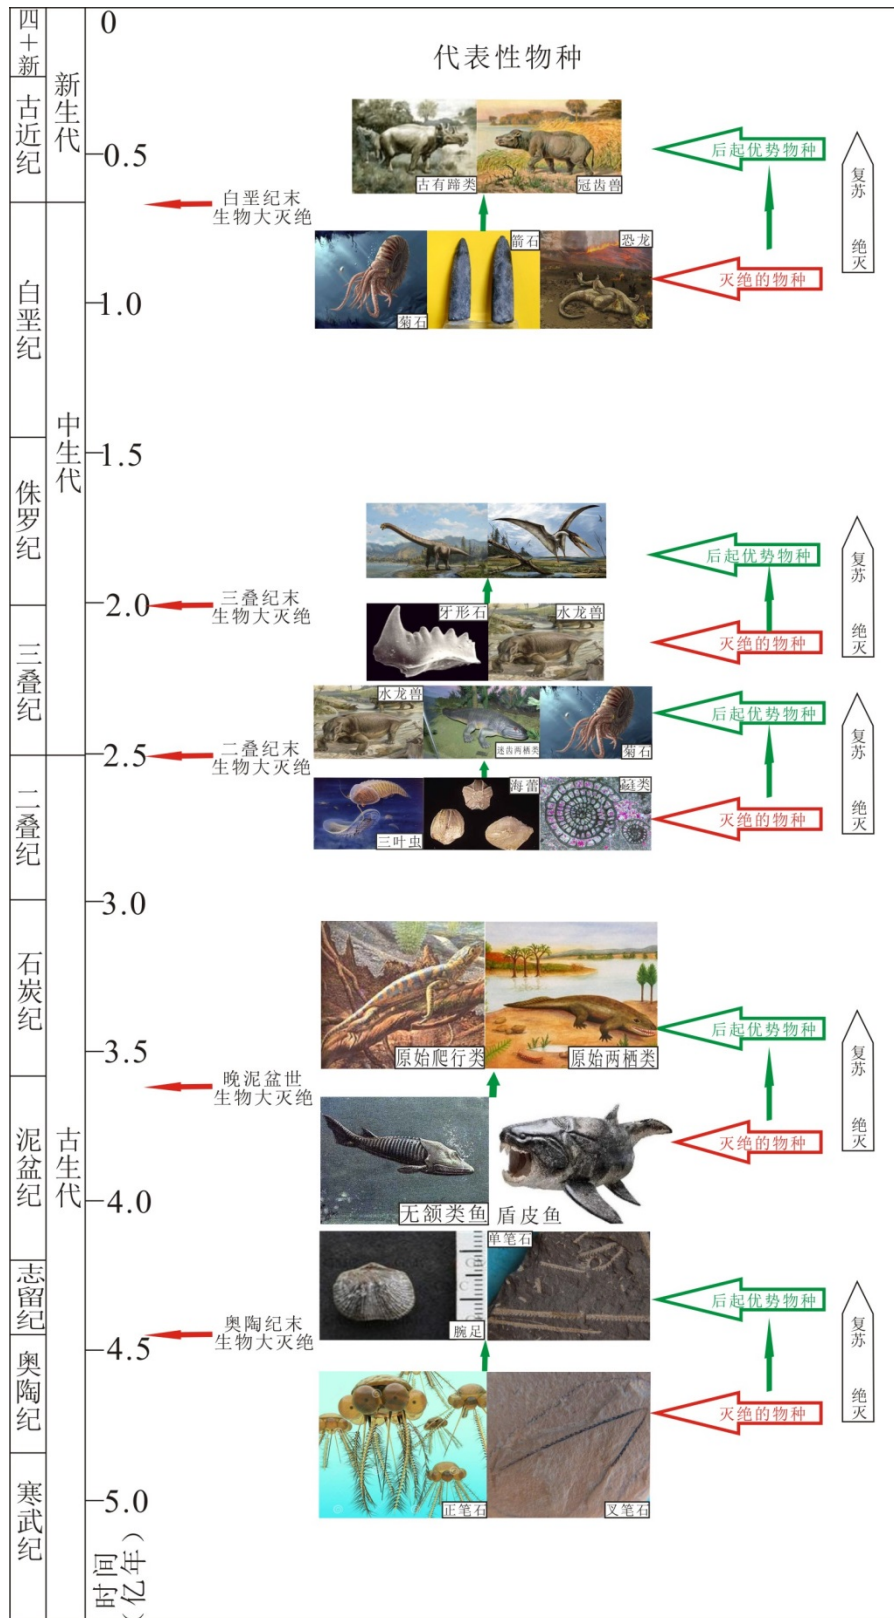 四+新
古近纪
白垩纪
侏罗纪
三叠纪
二叠纪
石炭纪
泥盆纪
志留纪
奥陶纪
寒武纪
新生代
中生代
古生代
0
0.5
1.0
1.5
2.0
2.5
3.0
3.5
4.0
4.5
5.0
时间
(亿年)
代表性物种
古有蹄类
冠齿兽
后起优势物种
复苏
绝灭
白垩纪末
生物大灭绝
菊石
箭石
恐龙
灭绝的物种
后起优势物种
复苏
绝灭
三叠纪末
生物大灭绝
牙形石
水龙兽
灭绝的物种
水龙兽
迷齿两栖类
菊石
后起优势物种
复苏
绝灭
二叠纪末
生物大灭绝
三叶虫
海蕾
䗴类
灭绝的物种
原始爬行类
原始两栖类
后起优势物种
复苏
绝灭
晚泥盆世
生物大灭绝
无颌类鱼
盾皮鱼
灭绝的物种
腕足
单笔石
后起优势物种
复苏
绝灭
奥陶纪末
生物大灭绝
正笔石
叉笔石
灭绝的物种